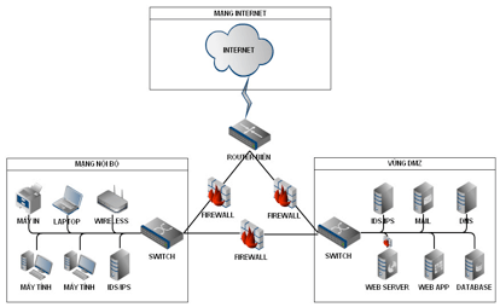 MẠNG INTERNET
INTERNET
ROUTER BIÊN
MẠNG NỘI BỘ
VÙNG DMZ
MÁY IN
LAPTOP
WIRELESS
FIREWALL
FIREWALL
IDS/IPS
MAIL
DNS
SWITCH
FIREWALL
SWITCH
MÁY TÍNH
MÁY TÍNH
IDS/IPS
WEB SERVER
WEB APP
DATABASE